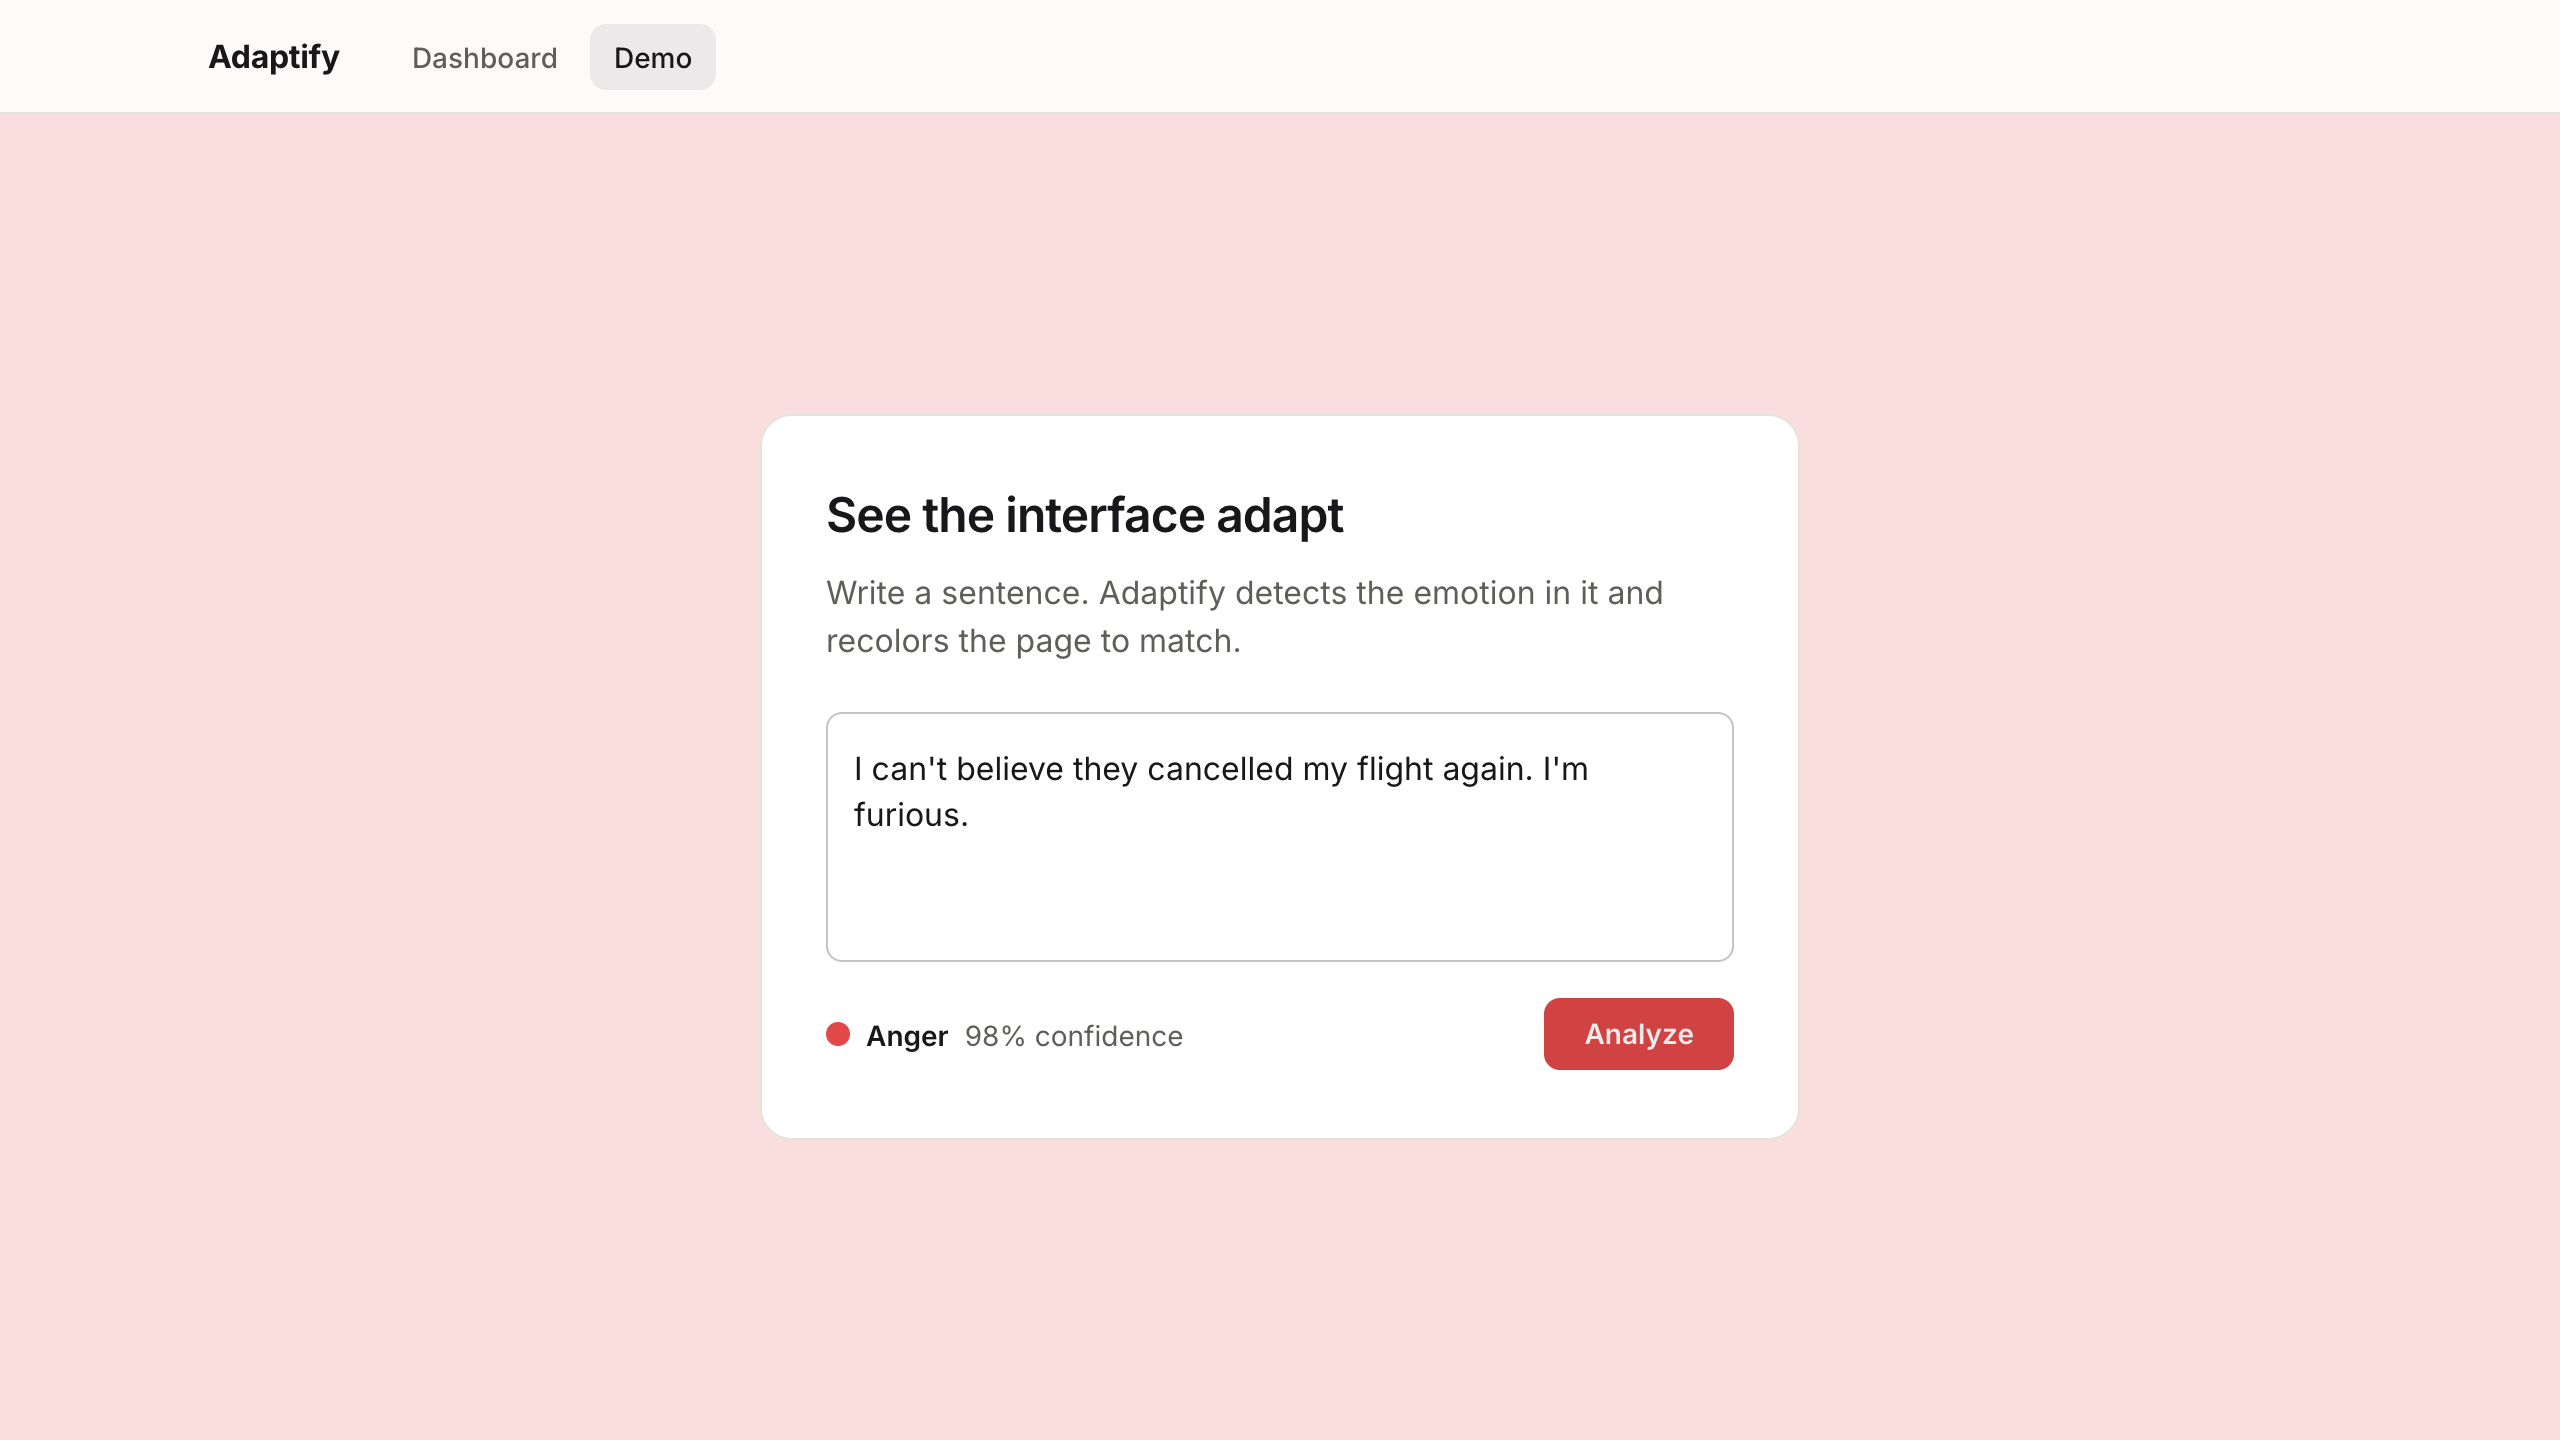 Adaptify
Dashboard
Demo
See the interface adapt
Write a sentence. Adaptify detects the emotion in it and
recolors the page to match.
I can't believe they cancelled my flight again. I'm
furious.
Anger 98% confidence
Analyze